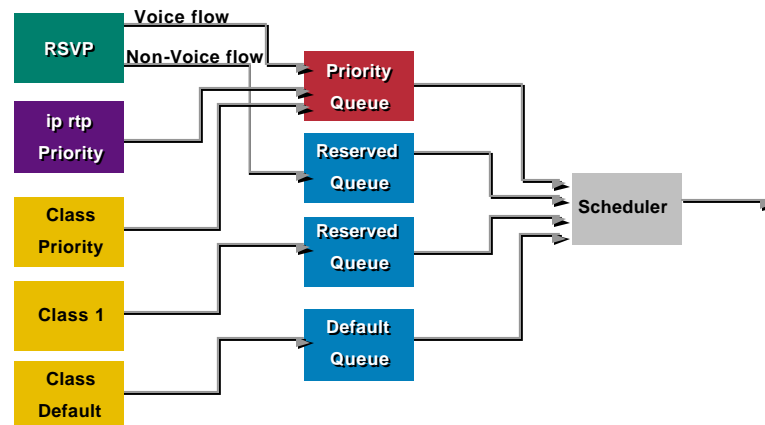 Voice flow
RSVP
Non-Voice flow
Priority
Queue
ip rtp
Priority
Reserved
Queue
Class
Priority
Reserved
Queue
Scheduler
Class 1
Default
Queue
Class
Default